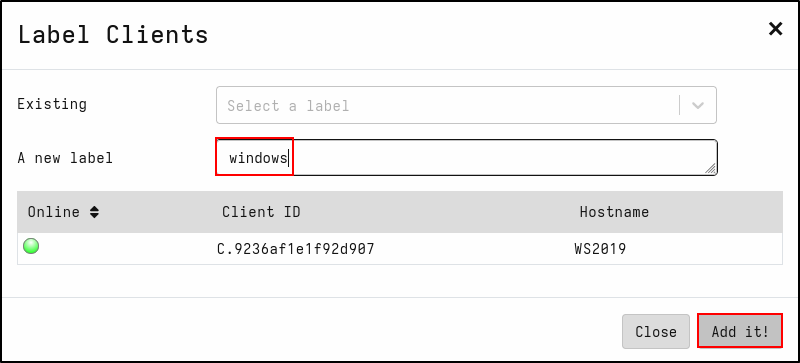 Label Clients ×
Existing Select a label
A new label windows
Online Client ID Hostname
C.9236af1e1f92d907 WS2019
Close Add it!